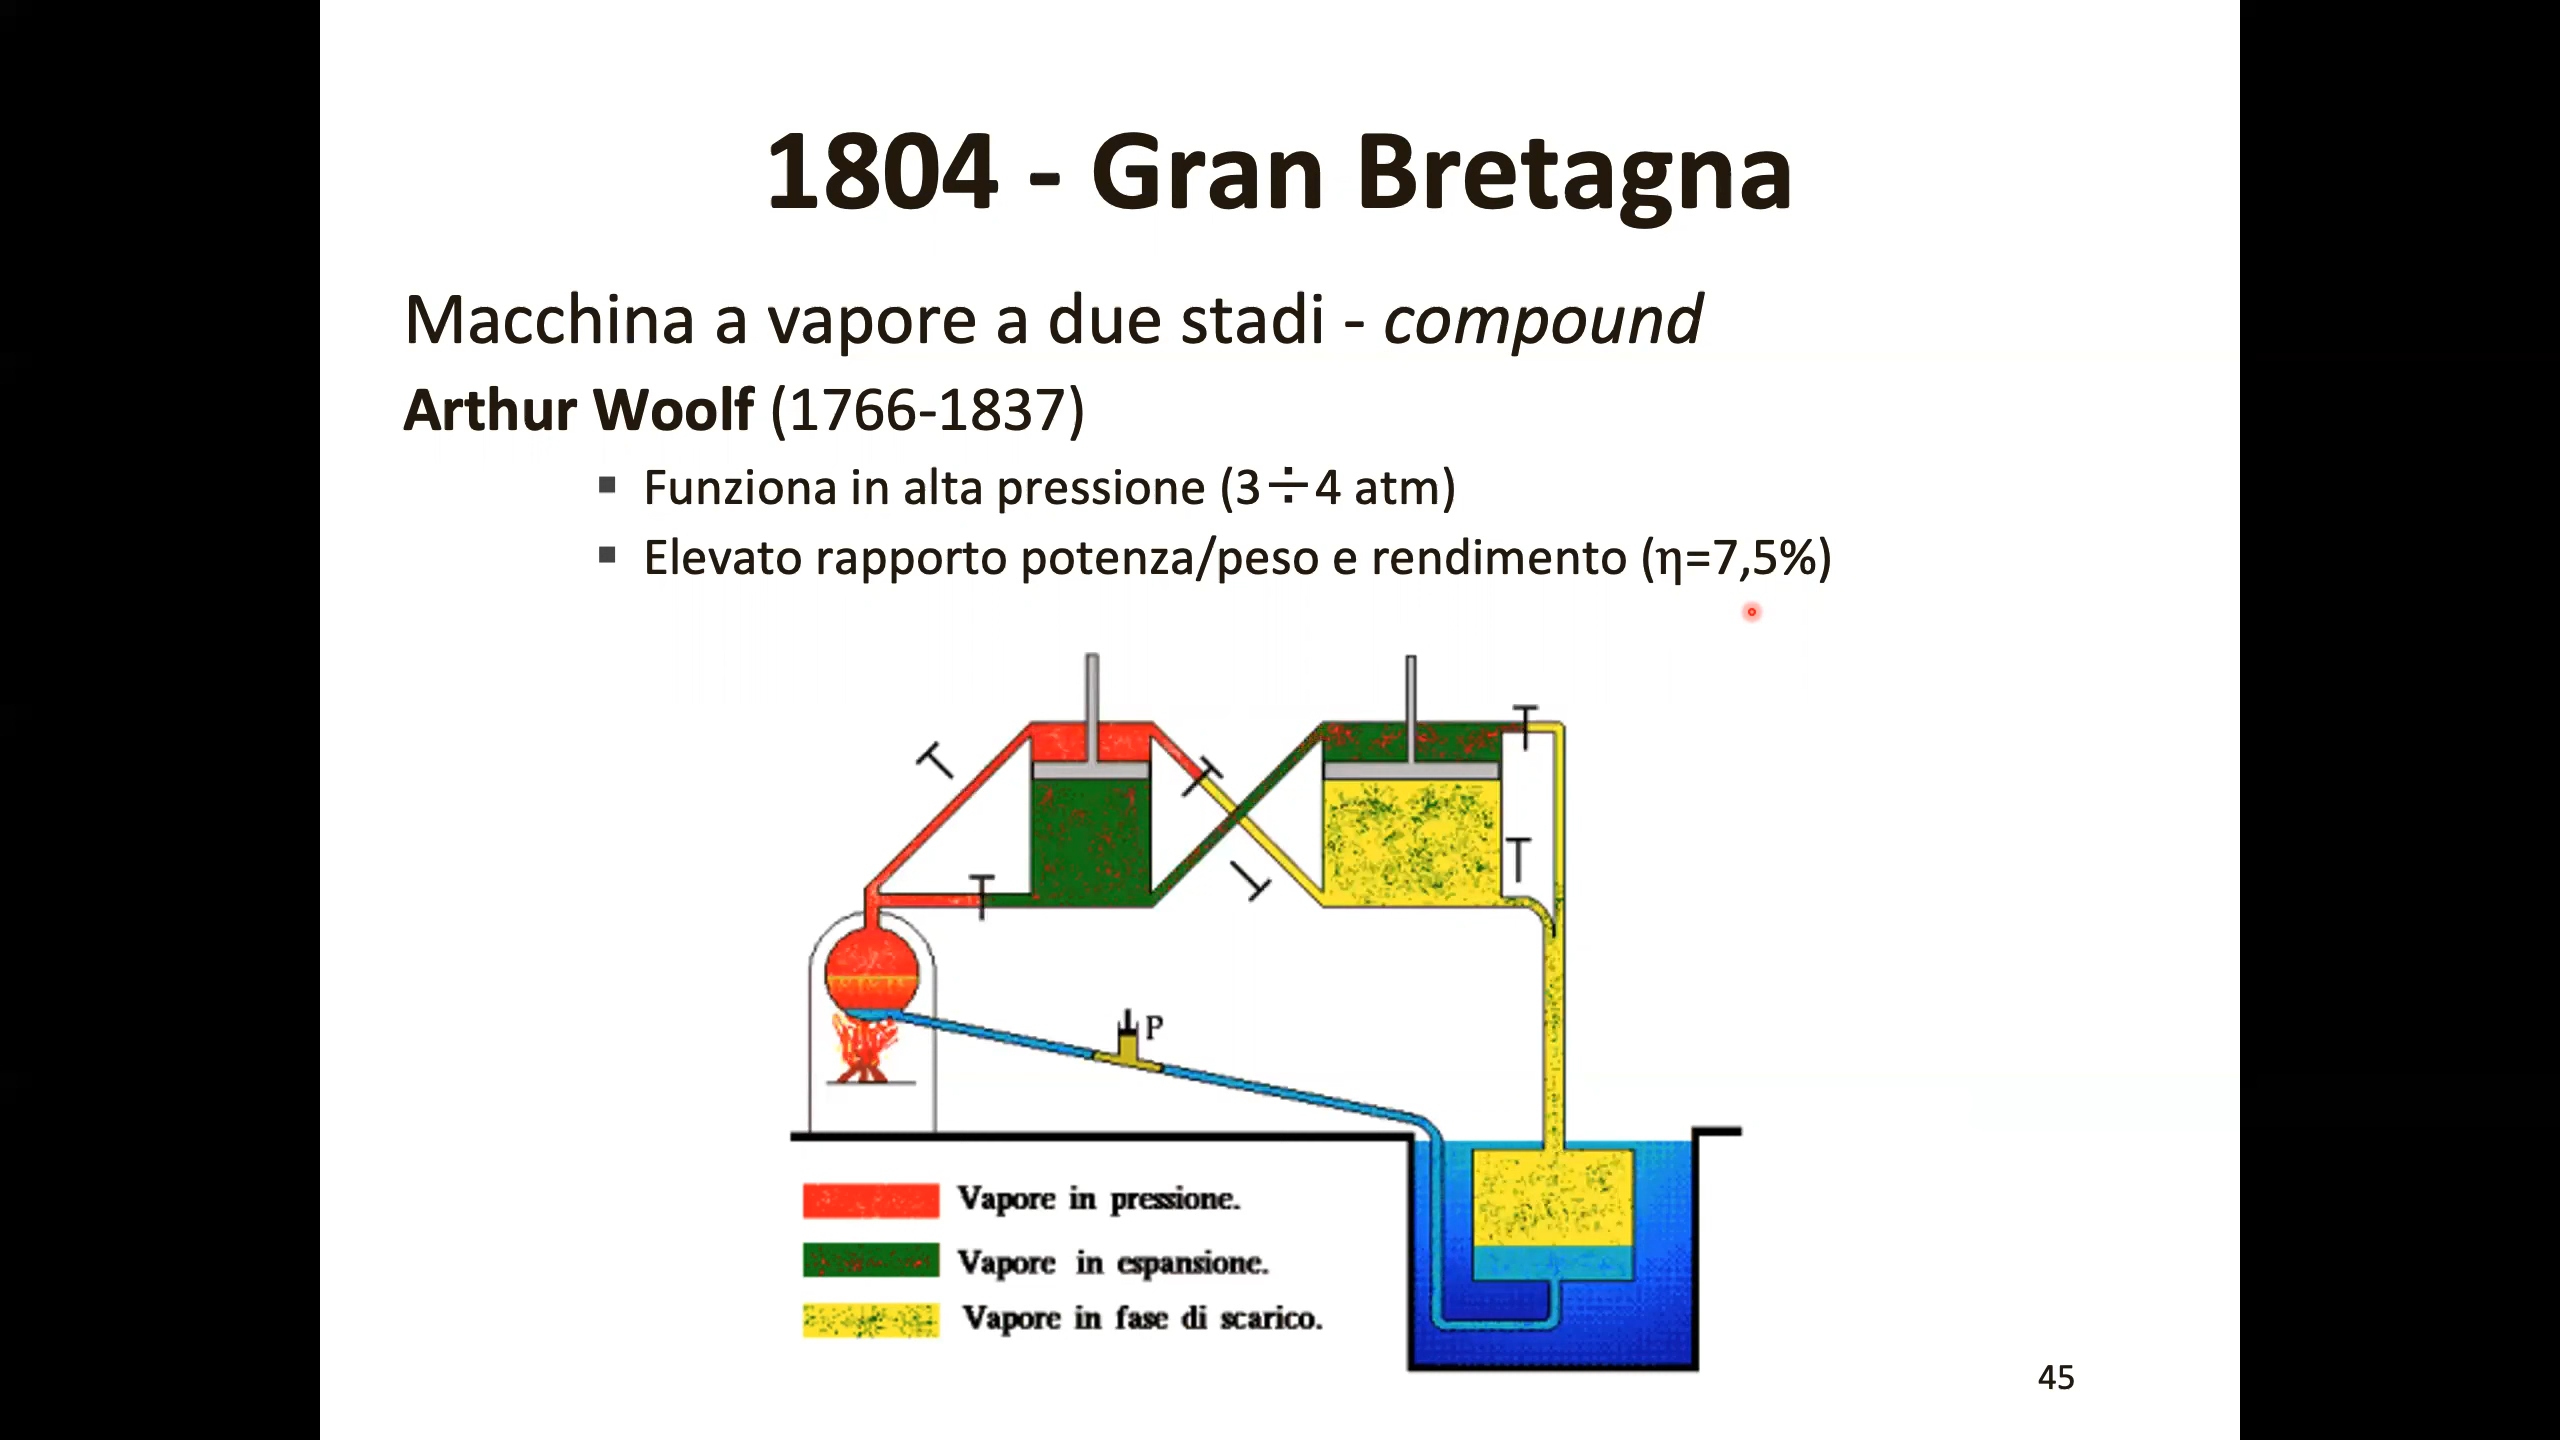 1804 - Gran Bretagna
Macchina a vapore a due stadi - compound
Arthur Woolf (1766-1837)
▪ Funziona in alta pressione (3÷4 atm)
▪ Elevato rapporto potenza/peso e rendimento (η=7,5%)
P
Vapore in pressione.
Vapore in espansione.
Vapore in fase di scarico.
45